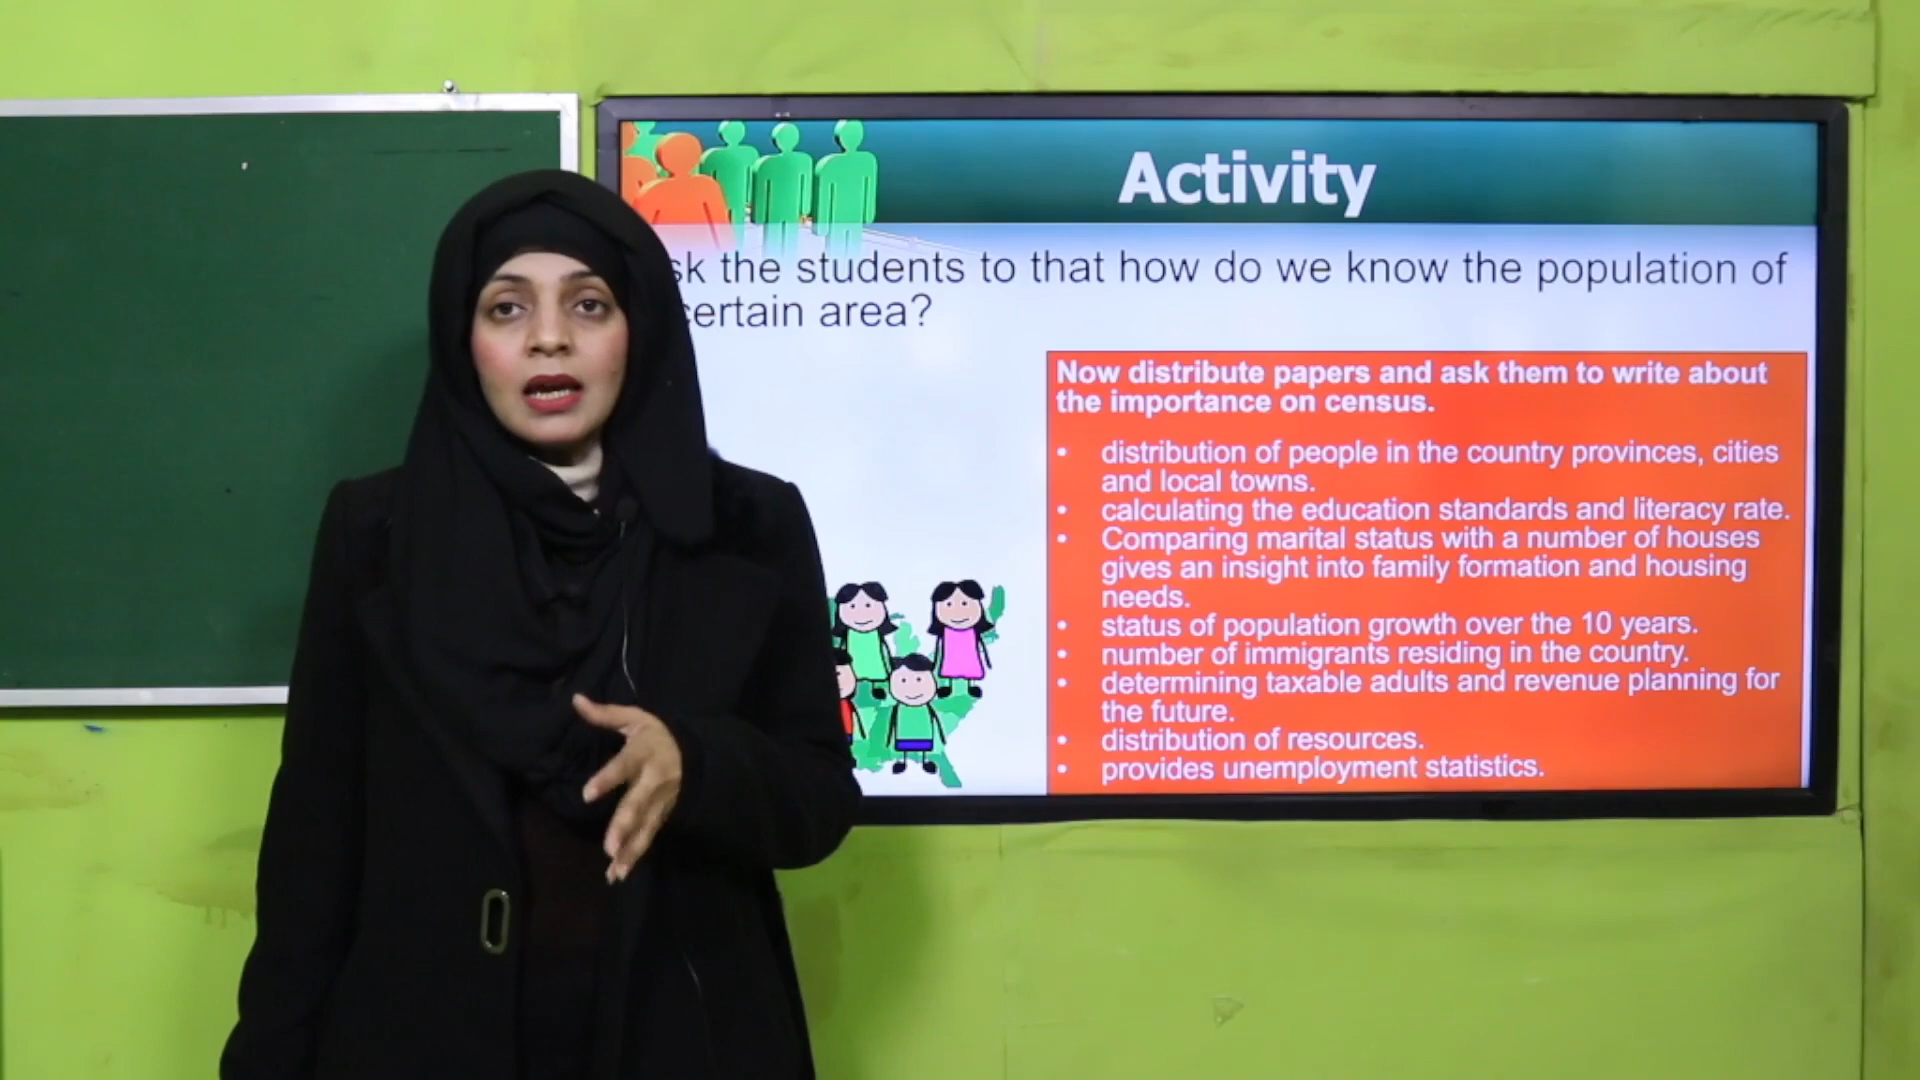 Activity
the students to that how do we know the population of
area?
Now distribute papers and ask them to write about
the importance on census.
• distribution of people in the country provinces, cities
and local towns.
• calculating the education standards and literacy rate.
• Comparing marital status with a number of houses
gives an insight into family formation and housing
needs.
• status of population growth over the 10 years.
• number of immigrants residing in the country.
• determining taxable adults and revenue planning for
the future.
• distribution of resources.
• provides unemployment statistics.